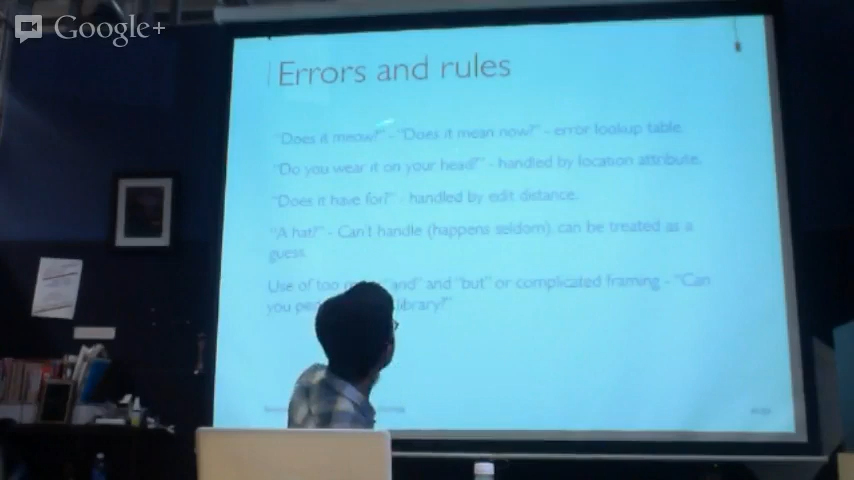 Google+
Errors and rules
"Does it meow?" - "Does it mean now?" - error lookup table.
"Do you wear it on your head?" - handled by location attribute.
"Does it have for?" - handled by edit distance.
"A hat?" - Can't handle (happens seldom), can be treated as a
guess.
Use of too "and" and "but" or complicated framing - "Can
you library?"